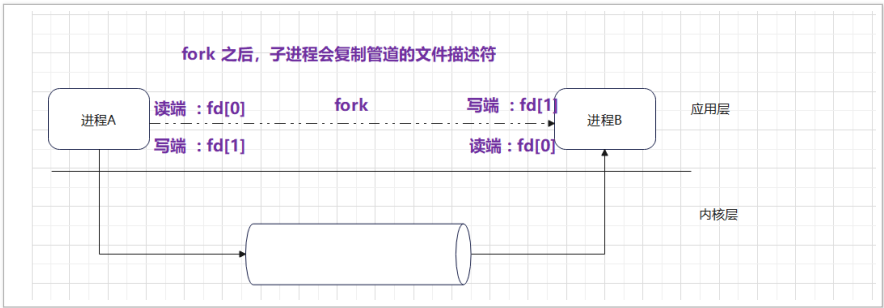 fork 之后，子进程会复制管道的文件描述符
读端 ：fd[0]
fork
写端 ：fd[1]
进程A
进程B
应用层
写端 ：fd[1]
读端：fd[0]
内核层